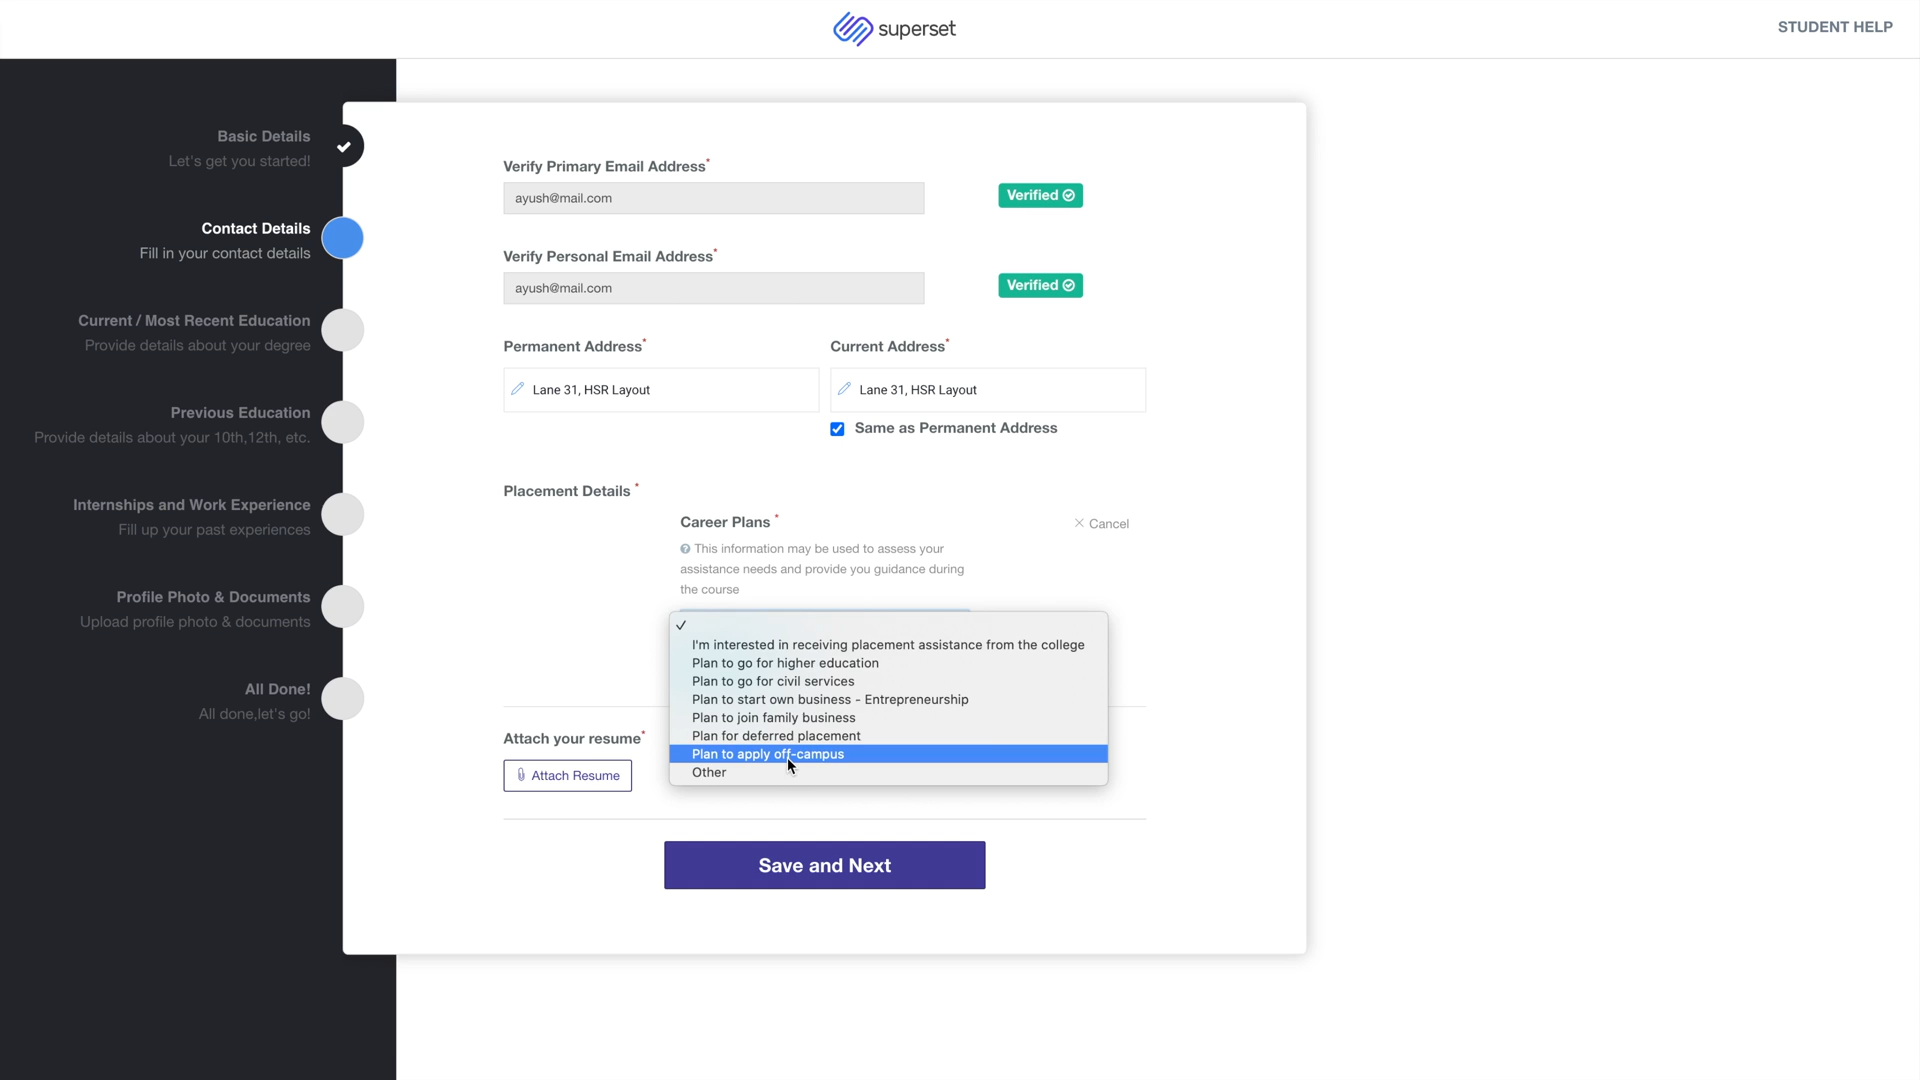 superset
STUDENT HELP
Basic Details
Let's get you started!
Contact Details
Fill in your contact details
Current / Most Recent Education
Provide details about your degree
Previous Education
Provide details about your 10th,12th, etc.
Internships and Work Experience
Fill up your past experiences
Profile Photo & Documents
Upload profile photo & documents
All Done!
All done,let's go!
Verify Primary Email Address*
ayush@mail.com
Verified
Verify Personal Email Address*
ayush@mail.com
Verified
Permanent Address*
Current Address*
Lane 31, HSR Layout
Lane 31, HSR Layout
Same as Permanent Address
Placement Details *
Career Plans *
Cancel
This information may be used to assess your
assistance needs and provide you guidance during
the course
I'm interested in receiving placement assistance from the college
Plan to go for higher education
Plan to go for civil services
Plan to start own business - Entrepreneurship
Plan to join family business
Plan for deferred placement
Plan to apply off-campus
Other
Attach your resume*
Attach Resume
Save and Next